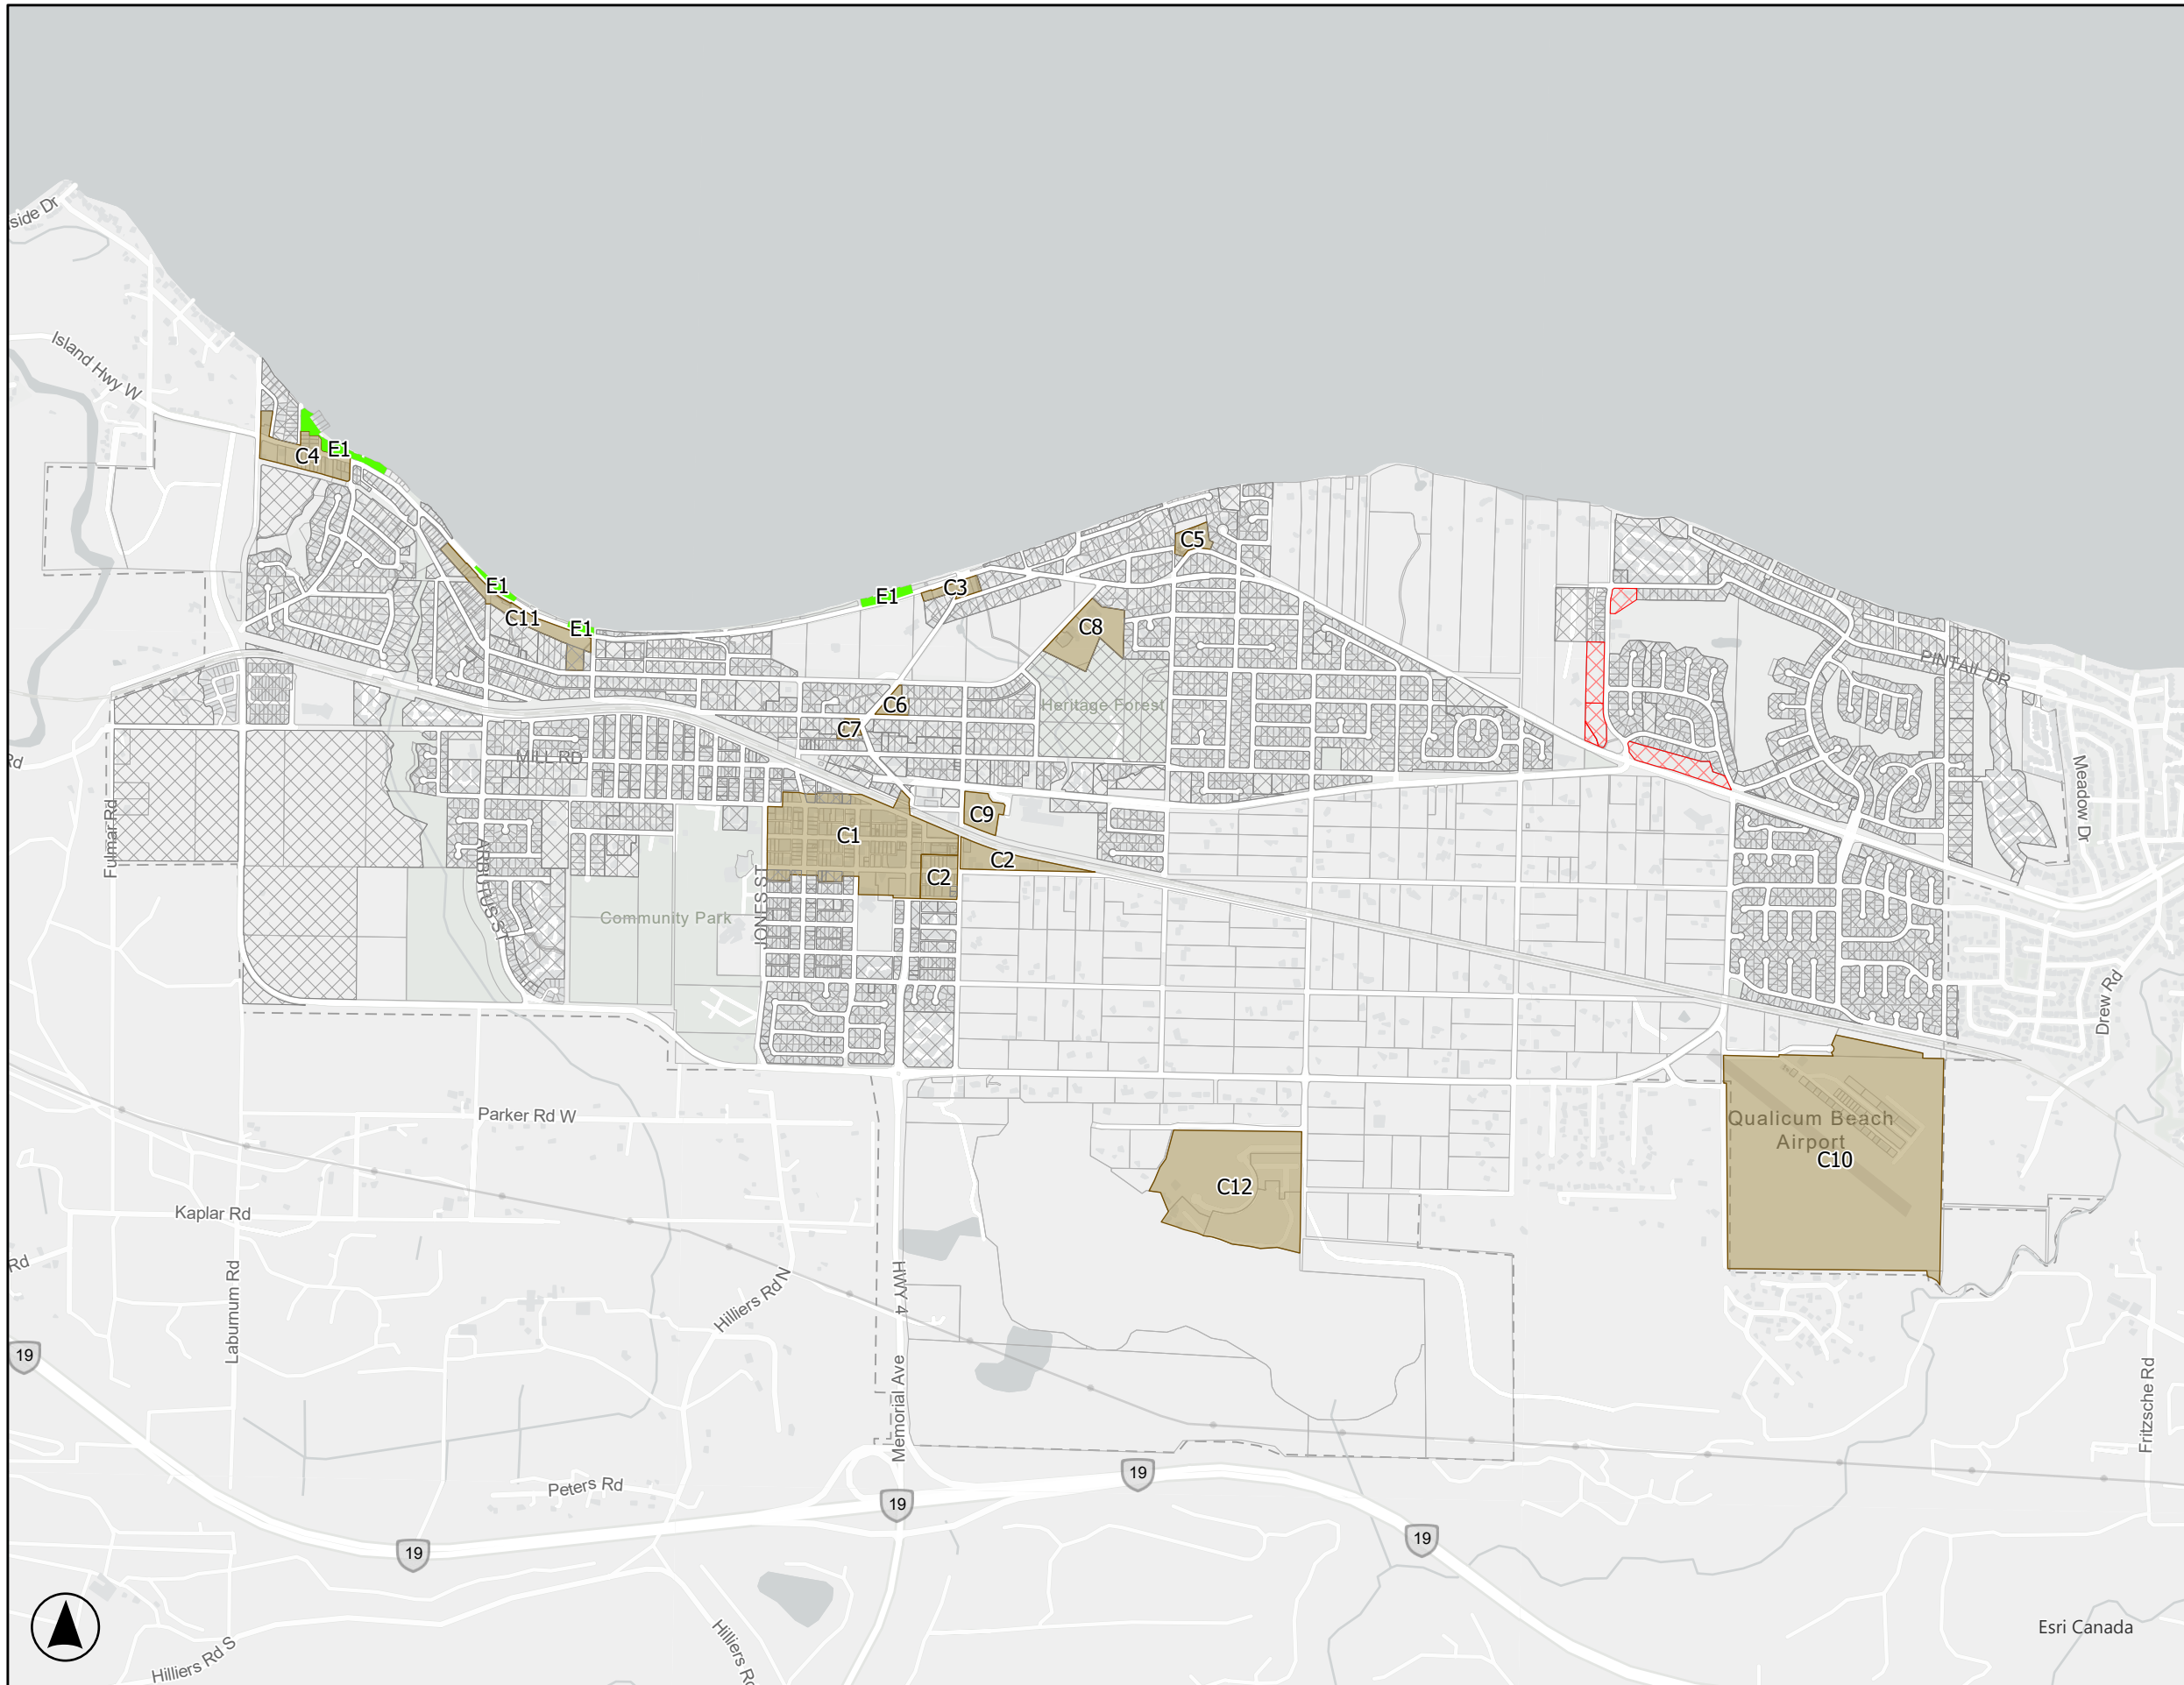 side Dr
Island Hwy W
C4
E1
C5
E1
C11
E1
E1
C3
C8
PINTAIL DR
Rd
MILL RD
C6
C7
Heritage Forest
Fulmar Rd
C1
C9
C2
C2
Meadow Dr
ARBUTUS ST
Community Park
JONES ST
Drew Rd
Parker Rd W
Qualicum Beach
Airport
C10
C12
Kaplar Rd
Rd
Laburnum Rd
Hilliers Rd N
HWY 4
Memorial Ave
Fritzsche Rd
19
Peters Rd
19
19
19
19
Hilliers Rd S
Hilliers Rd
Esri Canada